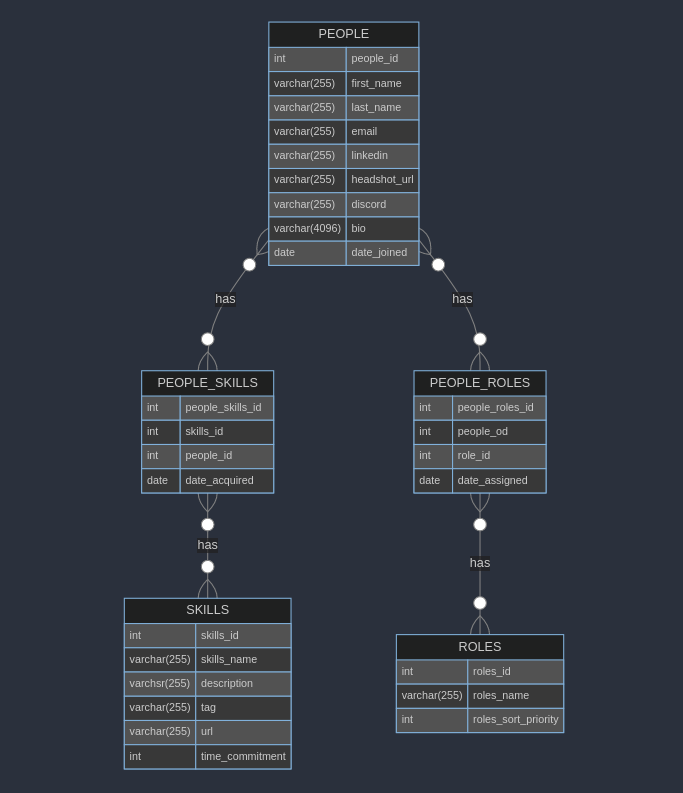 PEOPLE
int people_id
varchar(255) first_name
varchar(255) last_name
varchar(255) email
varchar(255) linkedin
varchar(255) headshot_url
varchar(255) discord
varchar(4096) bio
date date_joined
has
has
PEOPLE_SKILLS
int people_skills_id
int skills_id
int people_id
date date_acquired
PEOPLE_ROLES
int people_roles_id
int people_od
int role_id
date date_assigned
has
has
SKILLS
int skills_id
varchar(255) skills_name
varchsr(255) description
varchar(255) tag
varchar(255) url
int time_commitment
ROLES
int roles_id
varchar(255) roles_name
int roles_sort_priority